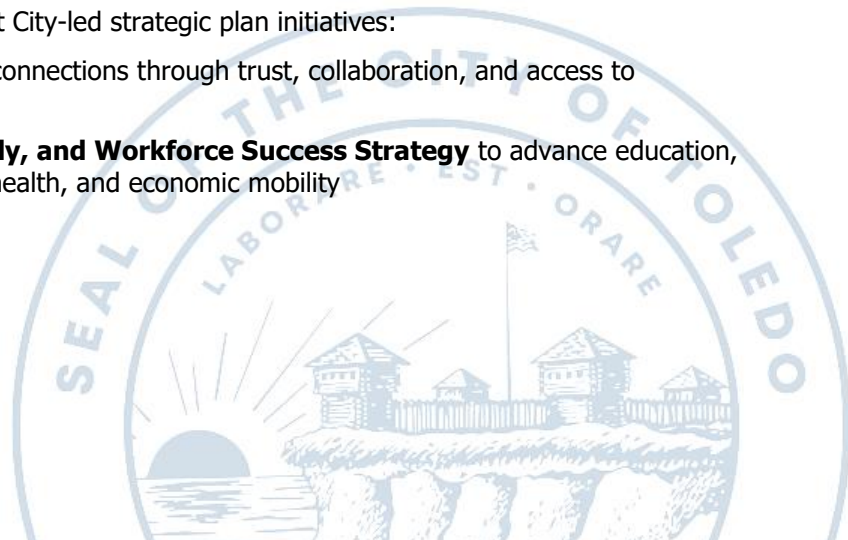 t City-led strategic plan initiatives:
connections through trust, collaboration, and access to
ly, and Workforce Success Strategy to advance education,
health, and economic mobility
SEAL OF THE CITY OF TOLEDO
LABORARE · EST · ORARE